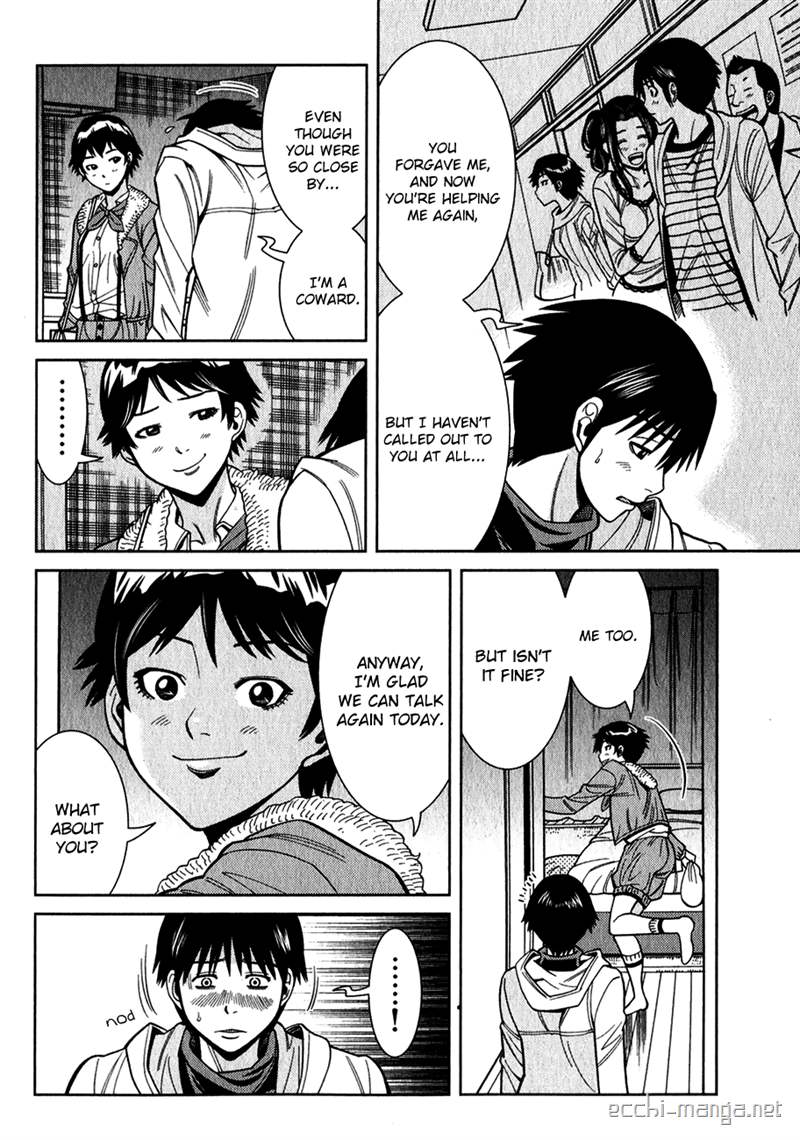 YOU
FORGAVE ME,
AND NOW
YOU'RE HELPING
ME AGAIN,
BUT I HAVEN'T
CALLED OUT TO
YOU AT ALL...
EVEN
THOUGH
YOU WERE
SO CLOSE
BY...
I'M A
COWARD.
......
ME TOO.
BUT ISN'T
IT FINE?
ANYWAY,
I'M GLAD
WE CAN TALK
AGAIN TODAY.
WHAT
ABOUT
YOU?
......!
nod
ecchi-manga.net